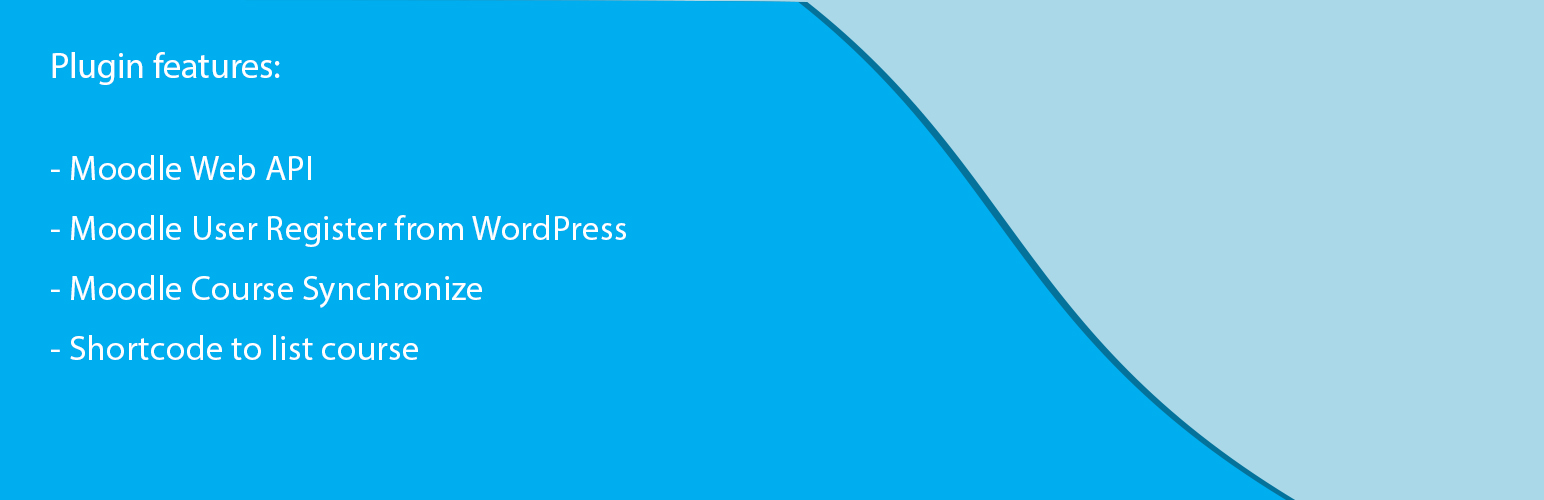 Plugin features:
- Moodle Web API
- Moodle User Register from WordPress
- Moodle Course Synchronize
- Shortcode to list course